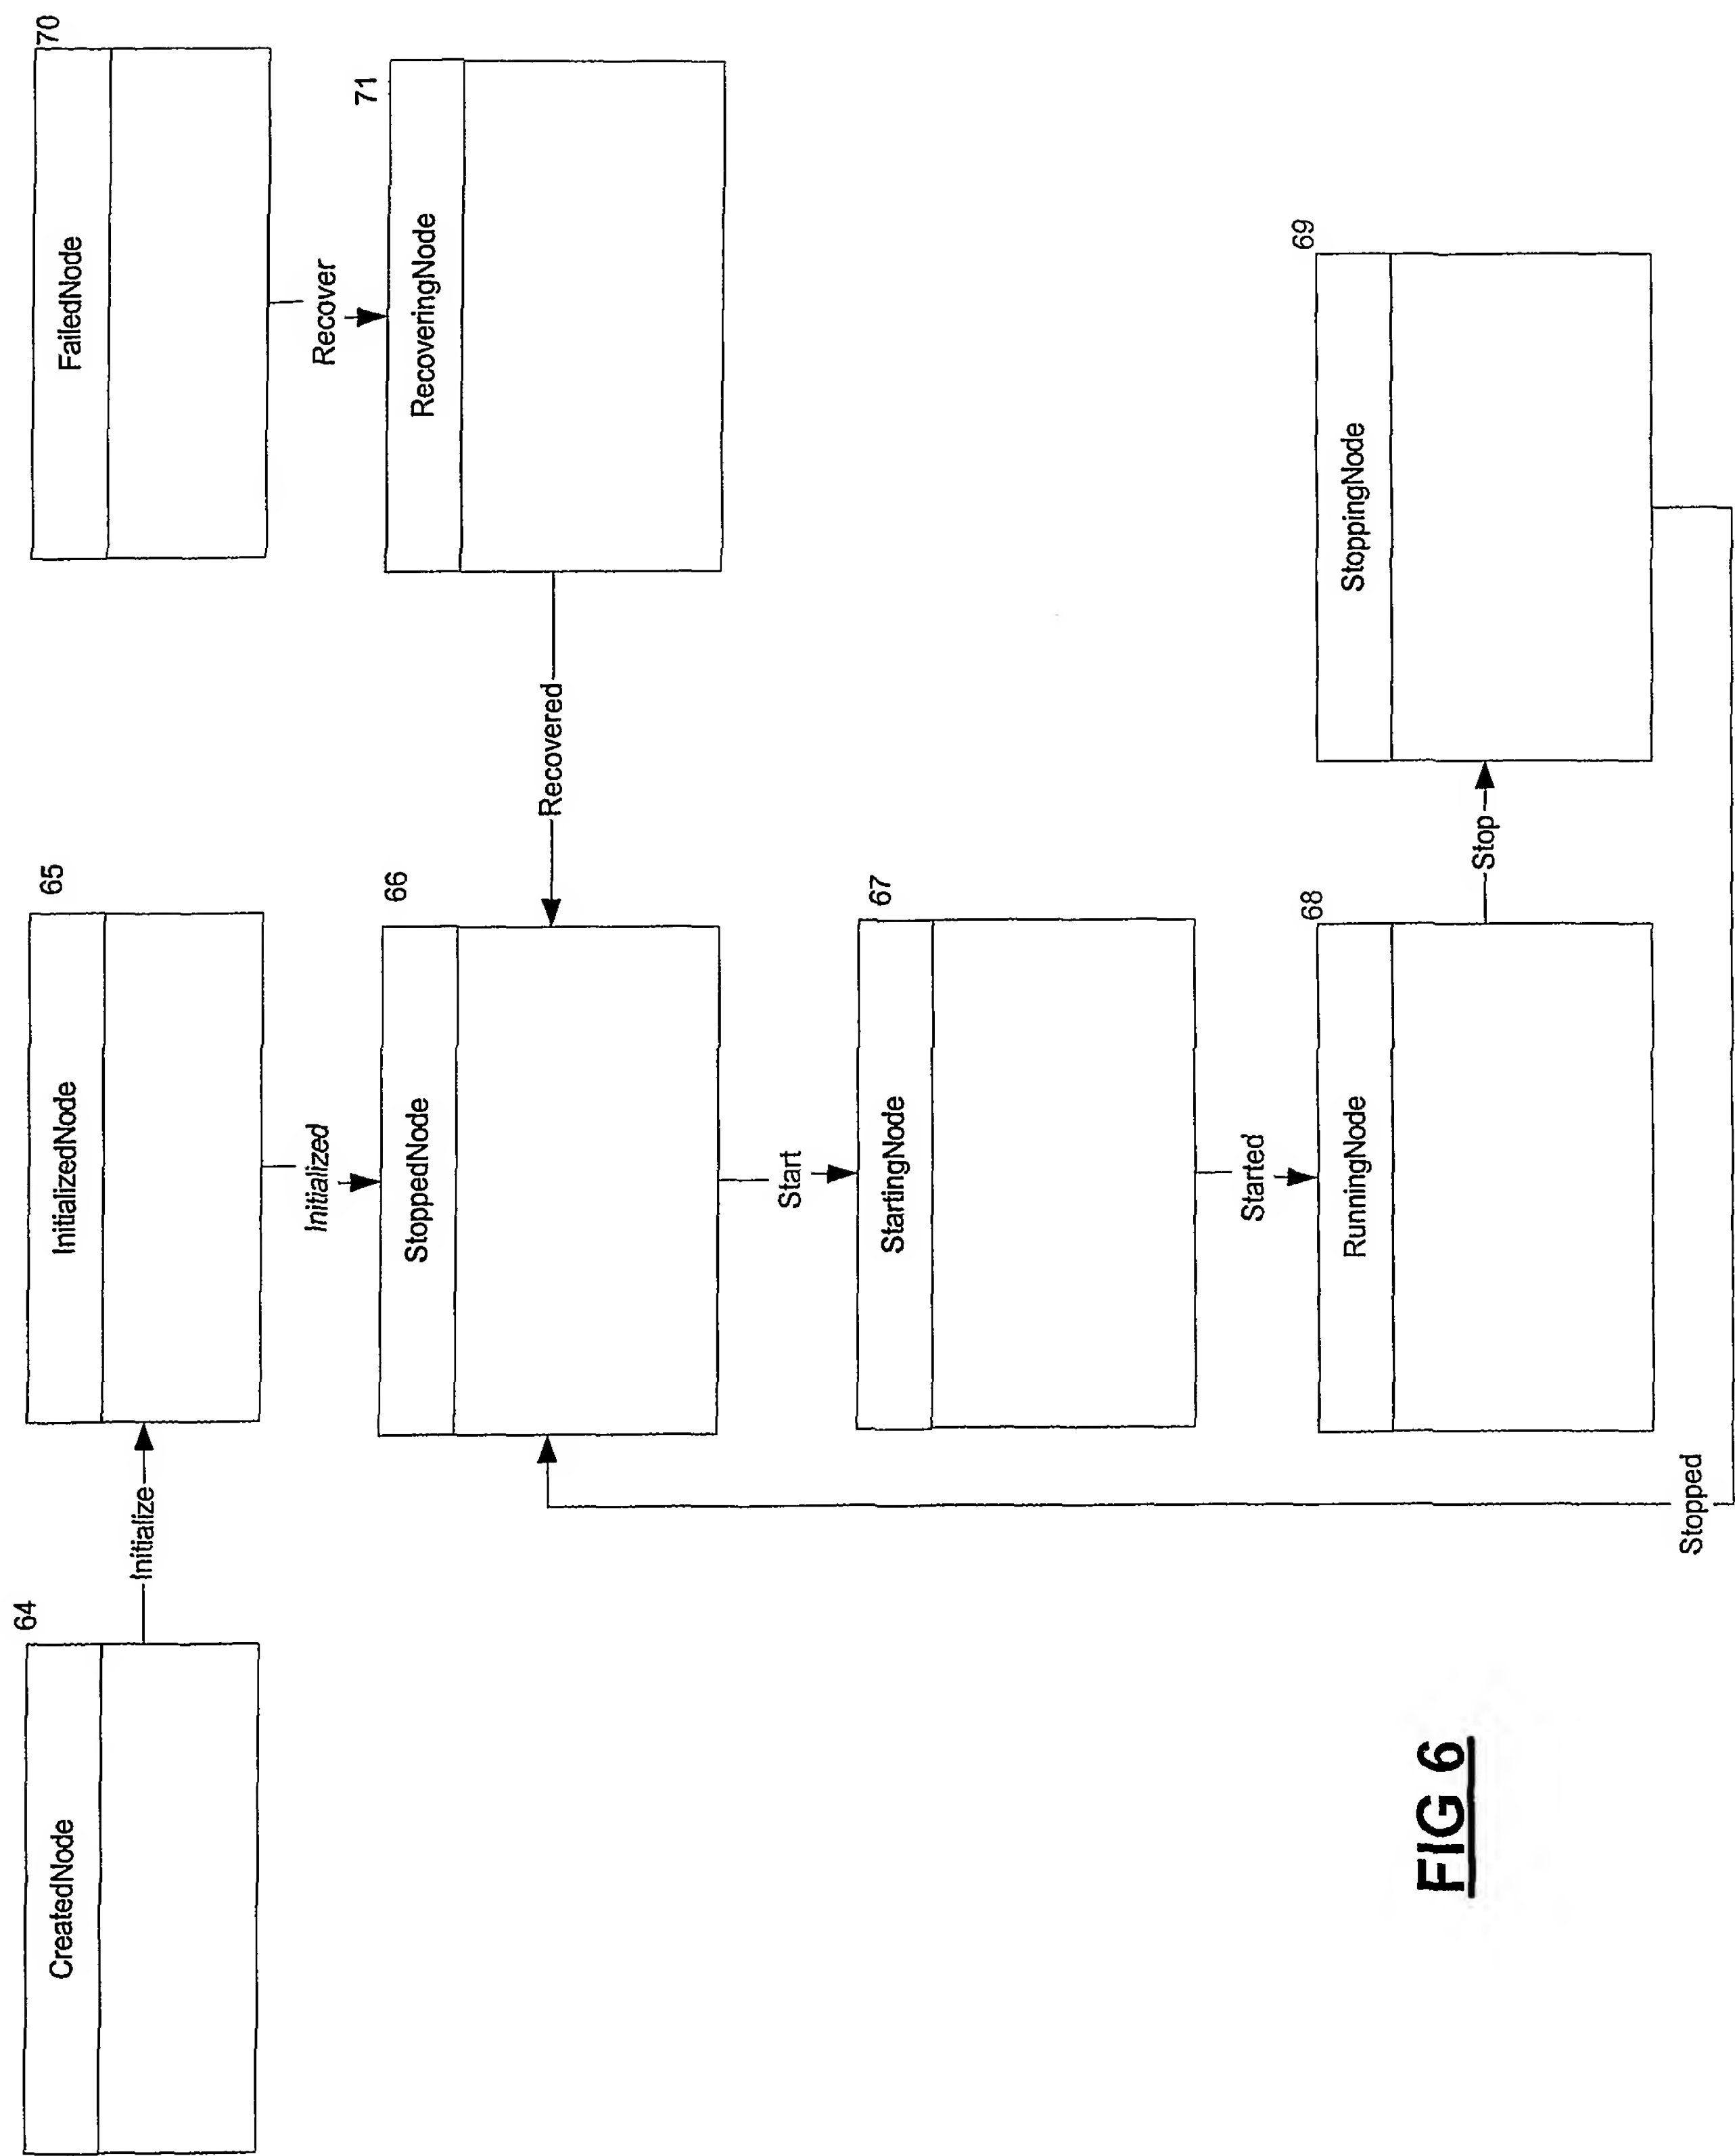 64
CreatedNode
Initialize
65
InitializedNode
70
FailedNode
Initialized
Recover
66
StoppedNode
Recovered
71
RecoveringNode
Start
67
StartingNode
Started
68
RunningNode
Stop
69
StoppingNode
Stopped
FIG 6